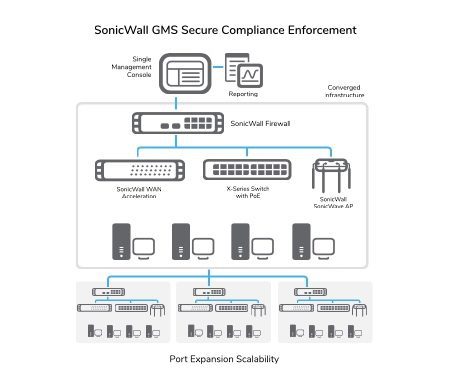 SonicWall GMS Secure Compliance Enforcement
Single
Management
Console
Reporting
Converged
Infrastructure
SonicWall Firewall
SonicWall WAN
Acceleration
X-Series Switch
with PoE
SonicWall
SonicWave AP
Port Expansion Scalability